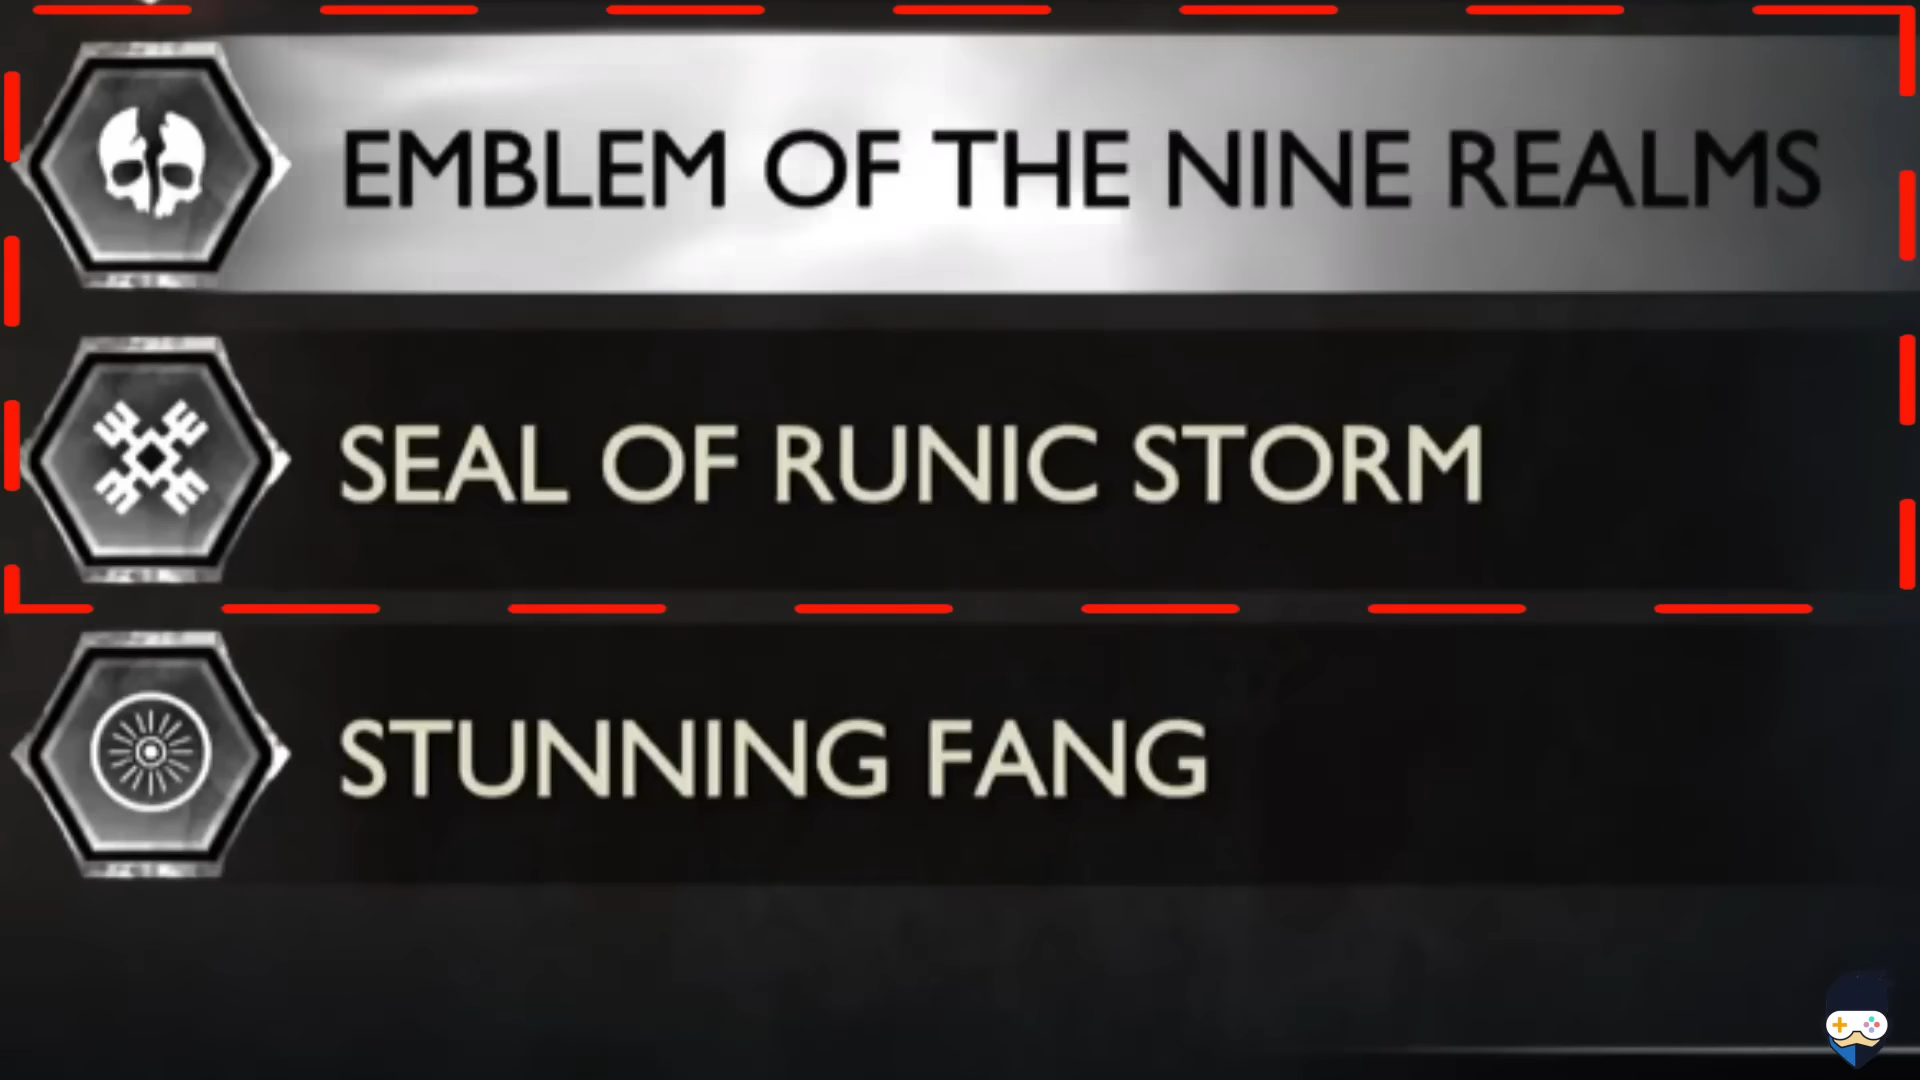 EMBLEM OF THE NINE REALMS
SEAL OF RUNIC STORM
STUNNING FANG